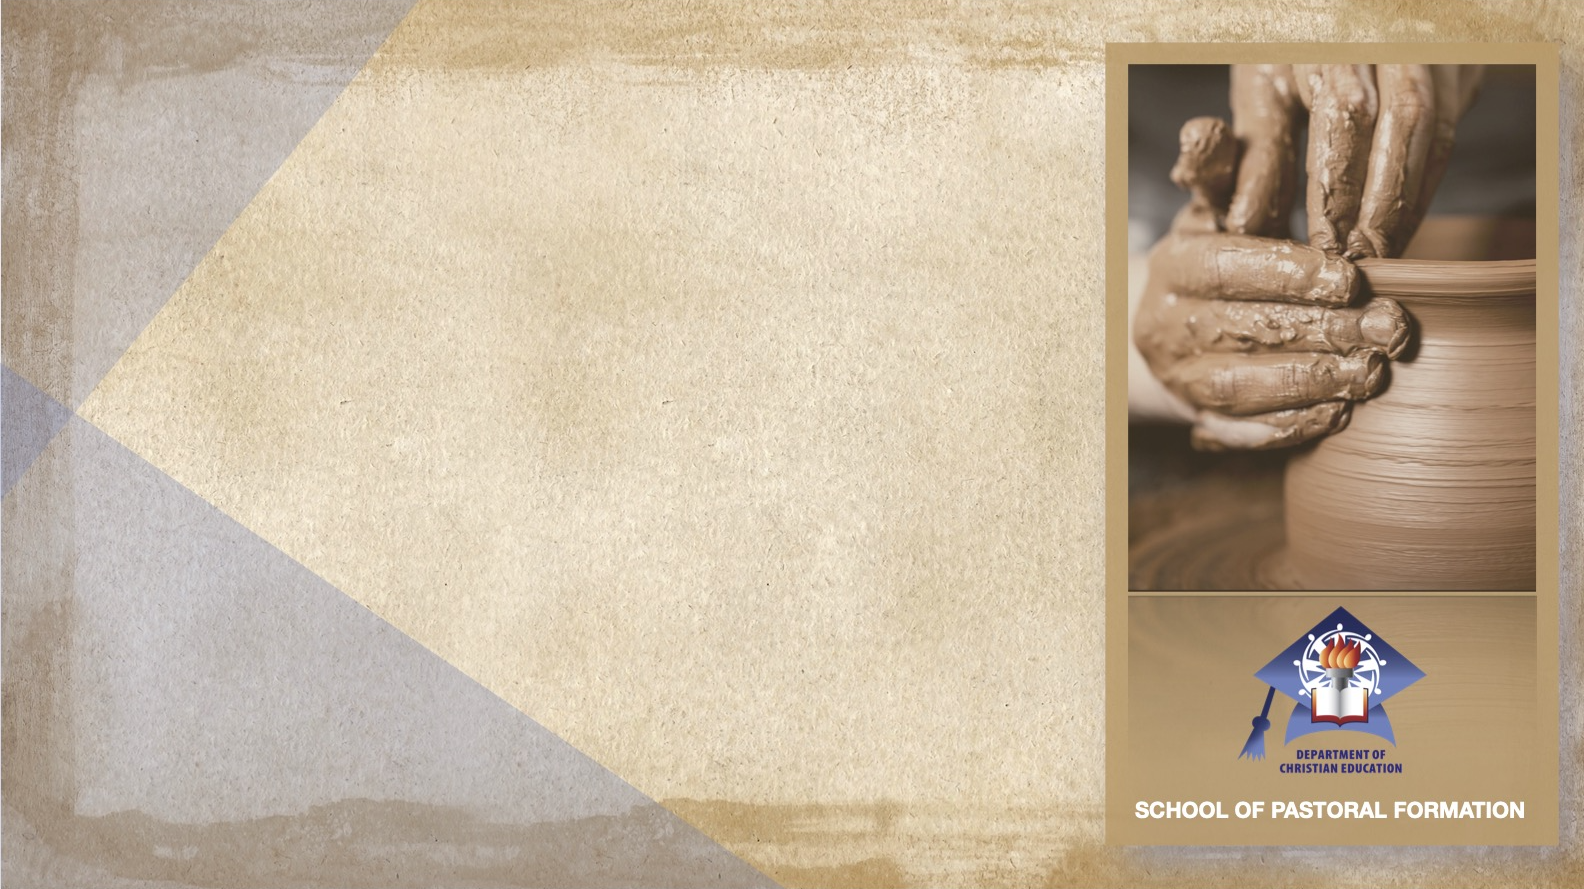 DEPARTMENT OF
CHRISTIAN EDUCATION
SCHOOL OF PASTORAL FORMATION